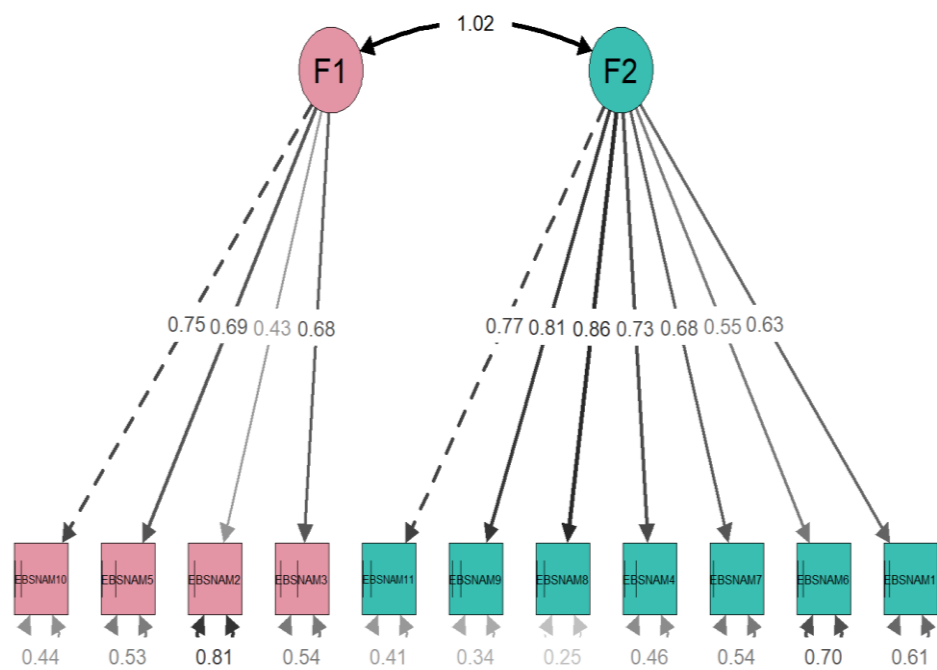 1.02
F1 F2
0.75 0.69 0.43 0.68 0.77 0.81 0.86 0.73 0.68 0.55 0.63
EBSNAM10 EBSNAM5 EBSNAM2 EBSNAM3 EBSNAM11 EBSNAM9 EBSNAM8 EBSNAM4 EBSNAM7 EBSNAM6 EBSNAM1
0.44 0.53 0.81 0.54 0.41 0.34 0.25 0.46 0.54 0.70 0.61